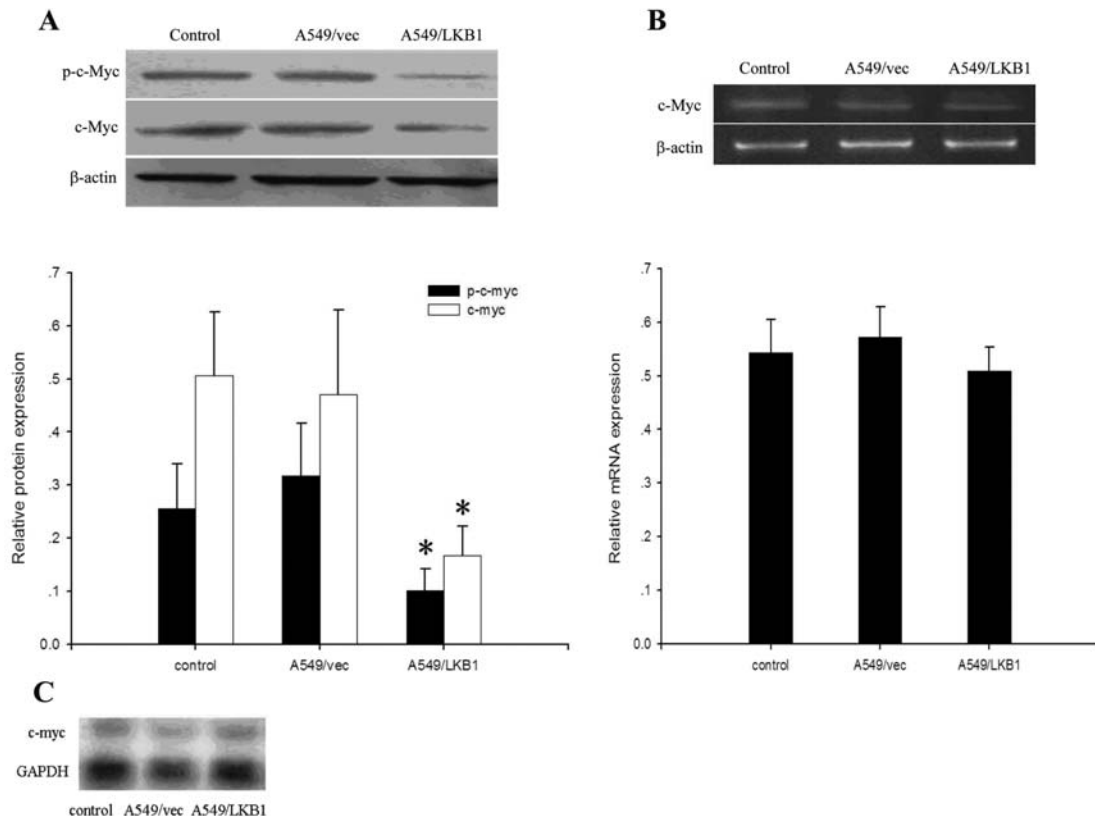 A
Control A549/vec A549/LKB1
p-c-Myc
c-Myc
β-actin
.7
.6
.5
.4
.3
.2
0.1
0.0
Relative protein expression
p-c-myc
c-myc
* *
control A549/vec A549/LKB1
B
Control A549/vec A549/LKB1
c-Myc
β-actin
.7
.6
.5
.4
.3
.2
.1
0.0
Relative mRNA expression
control A549/vec A549/LKB1
C
c-myc
GAPDH
control A549/vec A549/LKB1